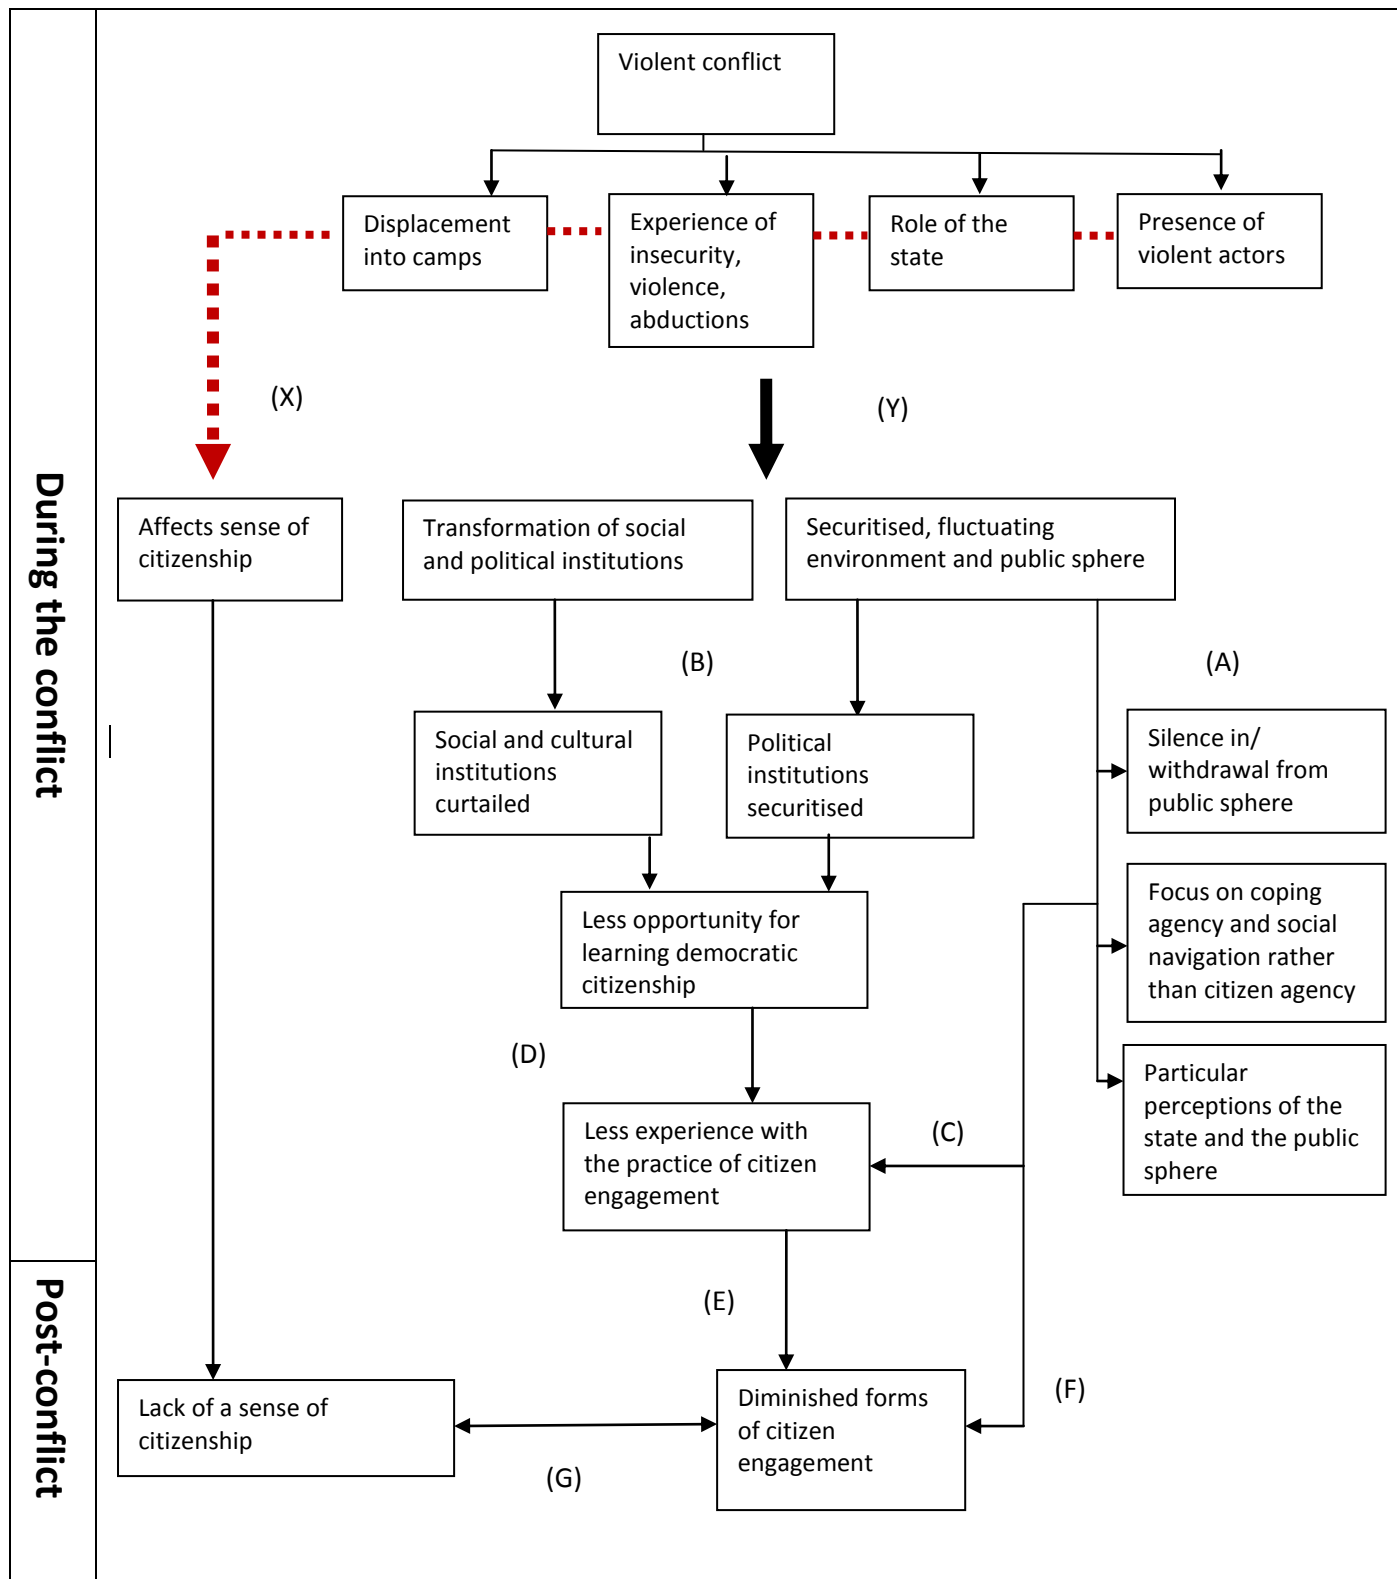 Violent conflict
Displacement
into camps
Experience of
insecurity,
violence,
abductions
Role of the
state
Presence of
violent actors
(X)
(Y)
During the conflict
Affects sense of
citizenship
Transformation of social
and political institutions
Securitised, fluctuating
environment and public sphere
(B)
(A)
Social and cultural
institutions
curtailed
Political
institutions
securitised
Silence in/
withdrawal from
public sphere
Less opportunity for
learning democratic
citizenship
Focus on coping
agency and social
navigation rather
than citizen agency
(D)
Particular
perceptions of the
state and the public
sphere
Less experience with
the practice of citizen
engagement
(C)
Post-conflict
(E)
Lack of a sense of
citizenship
Diminished forms
of citizen
engagement
(F)
(G)